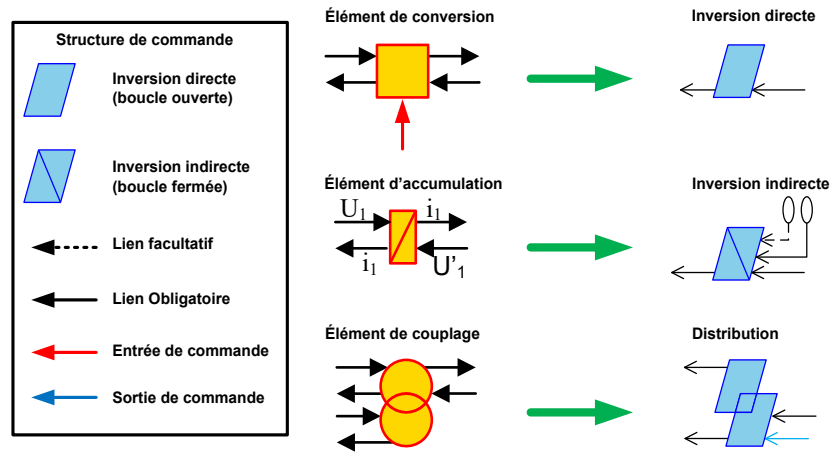 Structure de commande
Inversion directe
(boucle ouverte)
Inversion indirecte
(boucle fermée)
Lien facultatif
Lien Obligatoire
Entrée de commande
Sortie de commande
Élément de conversion
Inversion directe
Élément d'accumulation
Inversion indirecte
U₁ i₁
i₁ U'₁
Élément de couplage
Distribution